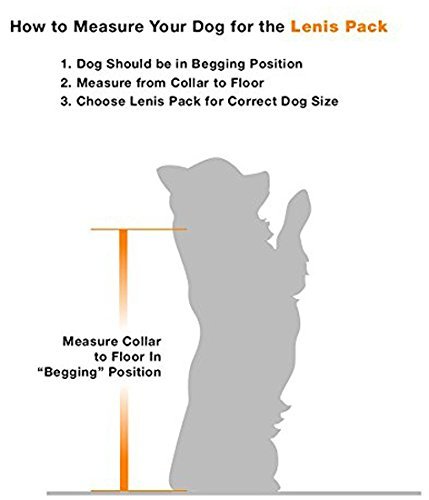 How to Measure Your Dog for the Lenis Pack
1. Dog Should be in Begging Position
2. Measure from Collar to Floor
3. Choose Lenis Pack for Correct Dog Size
Measure Collar
to Floor In
“Begging” Position